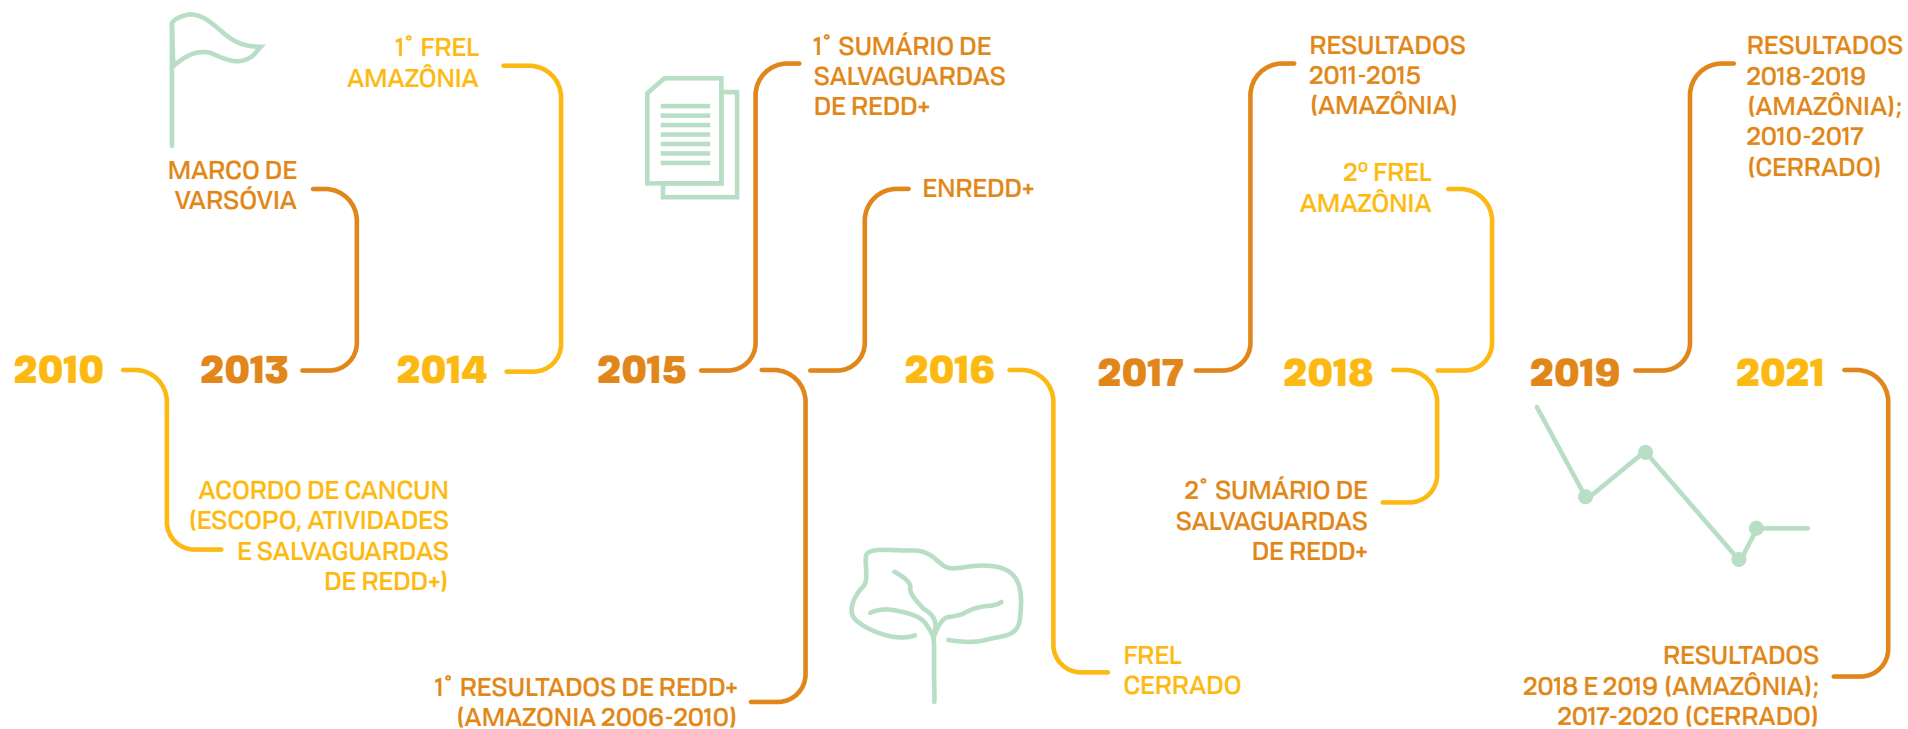 1˚ FREL
AMAZÔNIA
1˚ SUMÁRIO DE
SALVAGUARDAS
DE REDD+
RESULTADOS
2011-2015
(AMAZÔNIA)
RESULTADOS
2018-2019
(AMAZÔNIA);
2010-2017
(CERRADO)
MARCO DE
VARSÓVIA
ENREDD+
2º FREL
AMAZÔNIA
2010
2013
2014
2015
2016
2017
2018
2019
2021
ACORDO DE CANCUN
(ESCOPO, ATIVIDADES
E SALVAGUARDAS
DE REDD+)
2˚ SUMÁRIO DE
SALVAGUARDAS
DE REDD+
1˚ RESULTADOS DE REDD+
(AMAZONIA 2006-2010)
FREL
CERRADO
RESULTADOS
2018 E 2019 (AMAZÔNIA);
2017-2020 (CERRADO)